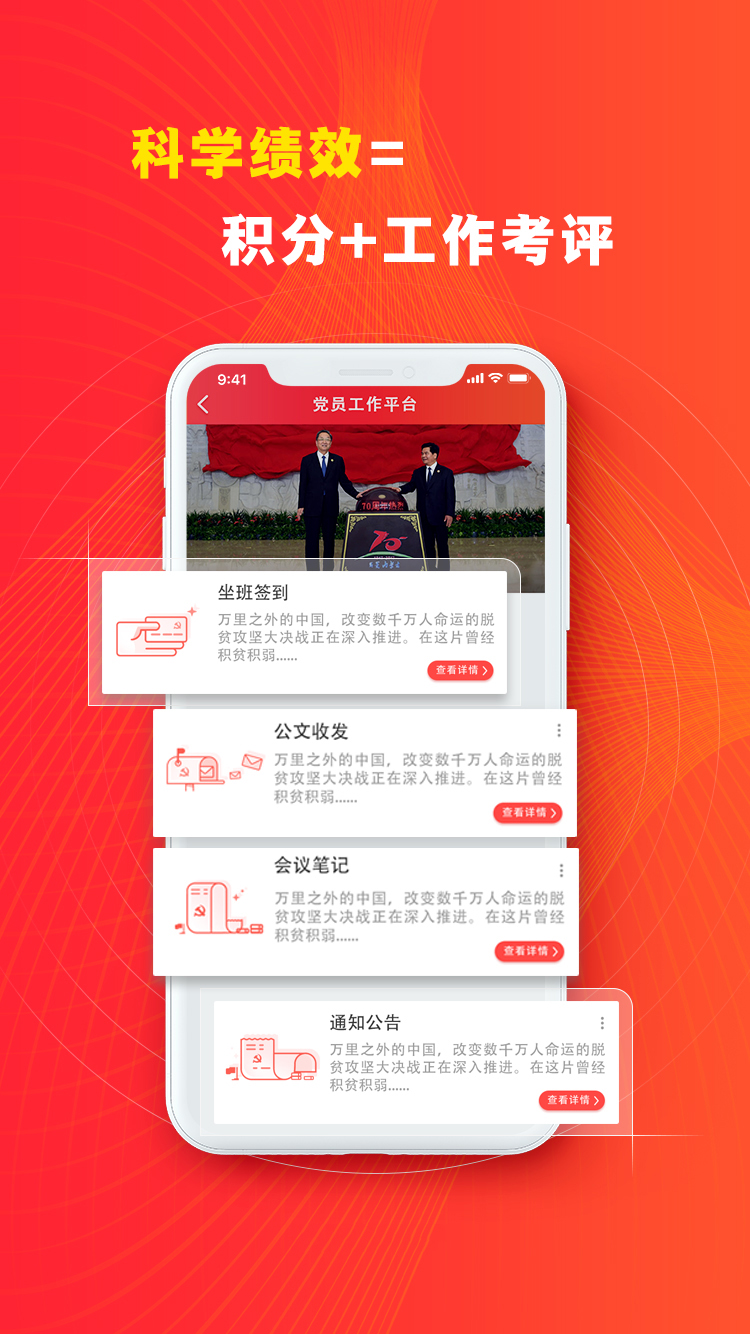 科学绩效=
积分+工作考评
9:41
党员工作平台
70周年热烈
坐班签到
万里之外的中国，改变数千万人命运的脱
贫攻坚大决战正在深入推进。在这片曾经
积贫积弱......
查看详情
公文收发
万里之外的中国，改变数千万人命运的脱
贫攻坚大决战正在深入推进。在这片曾经
积贫积弱......
查看详情
会议笔记
万里之外的中国，改变数千万人命运的脱
贫攻坚大决战正在深入推进。在这片曾经
积贫积弱......
查看详情
通知公告
万里之外的中国，改变数千万人命运的脱
贫攻坚大决战正在深入推进。在这片曾经
积贫积弱......
查看详情